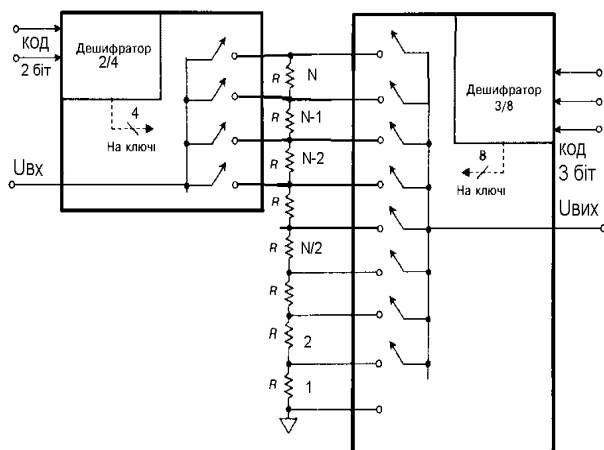 КОД
2 біт
Дешифратор
2/4
4
На ключі
Uвх
R
N
R
N-1
R
N-2
R
R
N/2
R
R
2
R
1
Дешифратор
3/8
8
На ключі
КОД
3 біт
Uвих